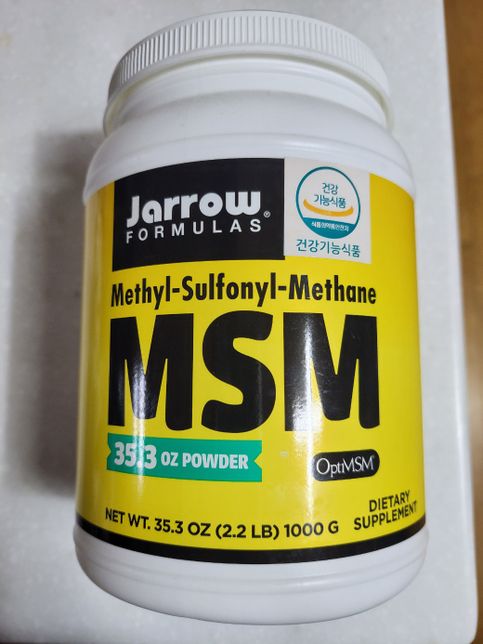 Jarrow®
FORMULAS
건강
기능식품
식품의약품안전처
건강기능식품
Methyl-Sulfonyl-Methane
MSM
35.3 OZ POWDER
OptiMSM®
DIETARY
SUPPLEMENT
NET WT. 35.3 OZ (2.2 LB) 1000 G